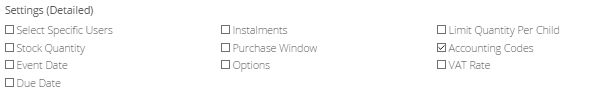 Settings (Detailed)
Select Specific Users
Instalments
Limit Quantity Per Child
Stock Quantity
Purchase Window
Accounting Codes
Event Date
Options
VAT Rate
Due Date